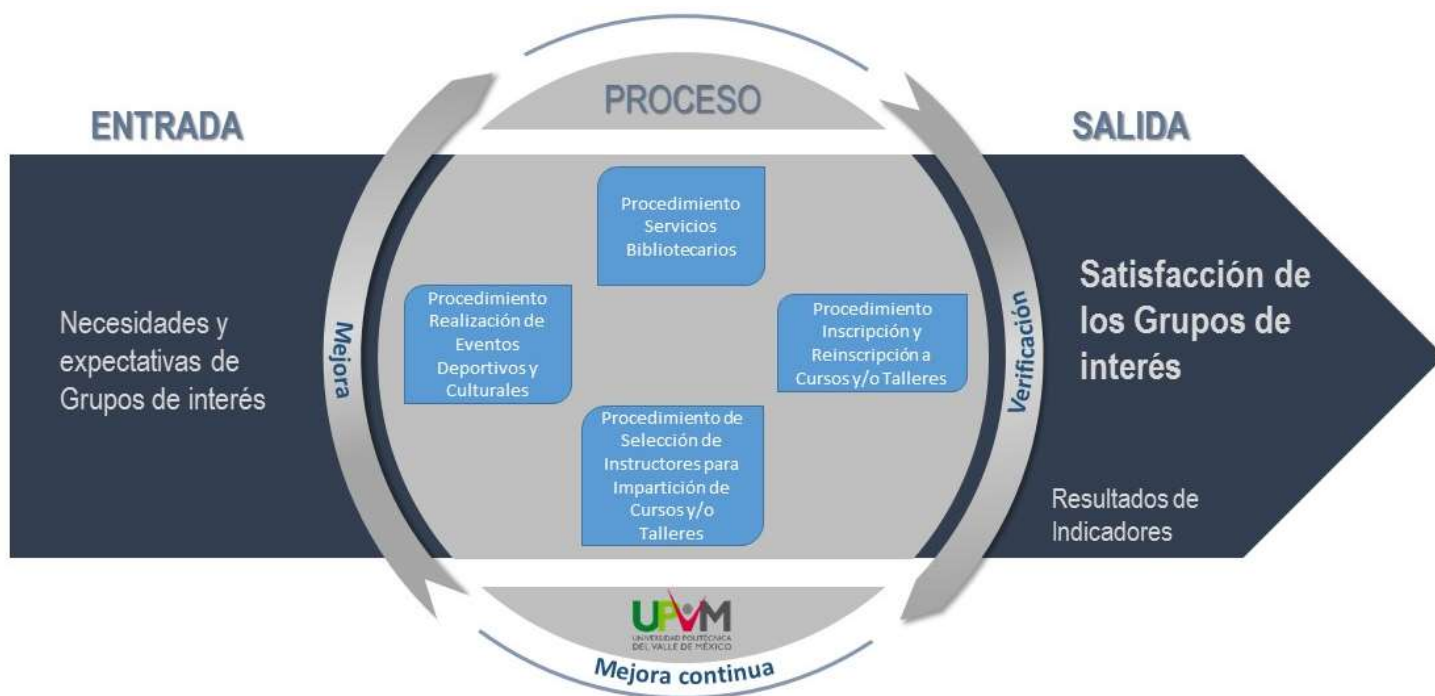 PROCESO
ENTRADA
SALIDA
Procedimiento
Servicios
Bibliotecarios
Procedimiento
Realización de
Eventos
Deportivos y
Culturales
Procedimiento
Inscripción y
Reinscripción a
Cursos y/o Talleres
Procedimiento de
Selección de
Instructores para
Impartición de
Cursos y/o
Talleres
Necesidades y
expectativas de
Grupos de interés
Mejora
Verificación
Satisfacción de
los Grupos de
interés
Resultados de
Indicadores
UPVM
UNIVERSIDAD POLITÉCNICA
DEL VALLE DE MÉXICO
Mejora continua